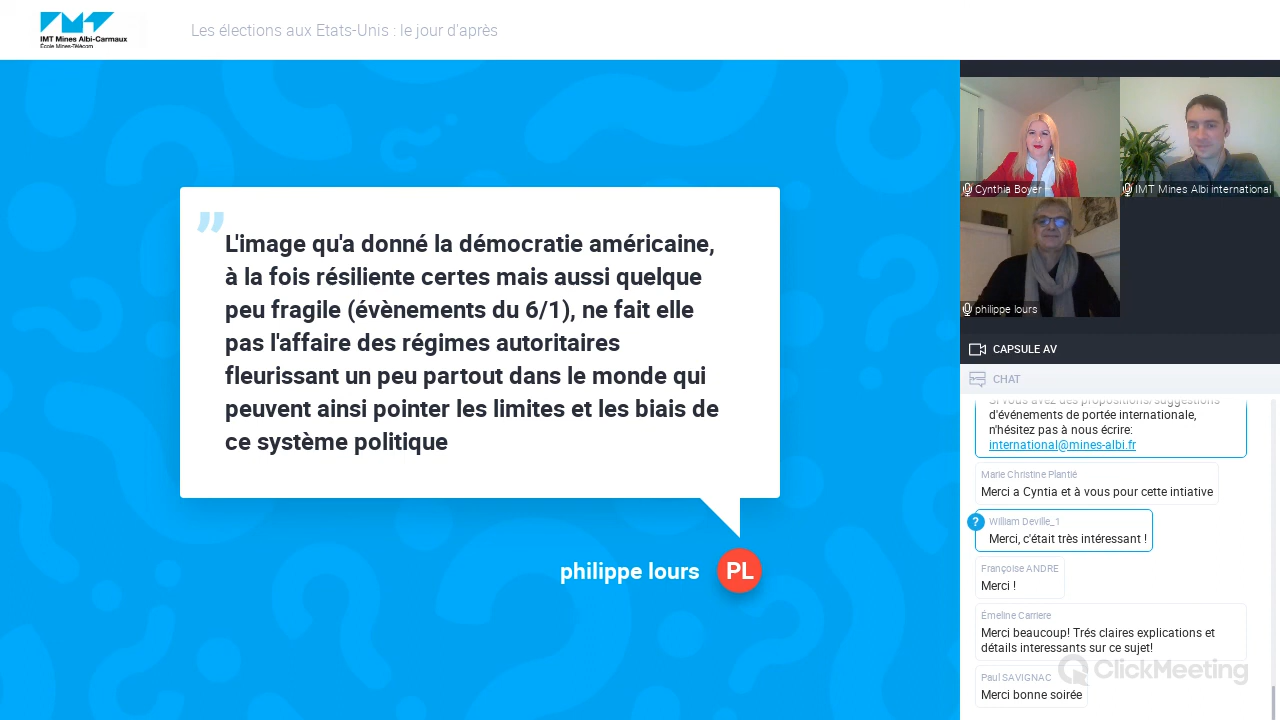 IMT Mines Albi-Carmaux
École Mines-Télécom
Les élections aux Etats-Unis : le jour d'après
L'image qu'a donné la démocratie américaine,
à la fois résiliente certes mais aussi quelque
peu fragile (évènements du 6/1), ne fait elle
pas l'affaire des régimes autoritaires
fleurissant un peu partout dans le monde qui
peuvent ainsi pointer les limites et les biais de
ce système politique
philippe lours
PL
Cynthia Boyer –
IMT Mines Albi international
philippe lours
CAPSULE AV
CHAT
Si vous avez des propositions/suggestions
d'événements de portée internationale,
n'hésitez pas à nous écrire:
international@mines-albi.fr
Marie Christine Plantié
Merci a Cyntia et à vous pour cette intiative
?
William Deville_1
Merci, c'était très intéressant !
Françoise ANDRE
Merci !
Émeline Carriere
Merci beaucoup! Trés claires explications et
détails interessants sur ce sujet!
Paul SAVIGNAC
Merci bonne soirée
ClickMeeting